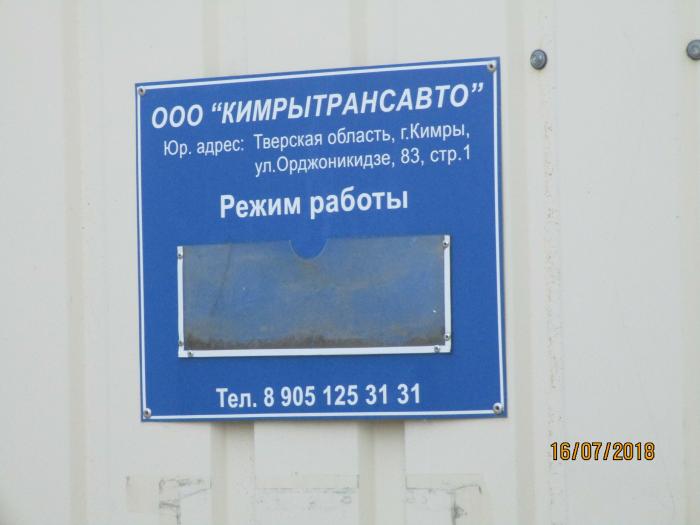 ООО “КИМРЫТРАНСАВТО”
Юр. адрес: Тверская область, г.Кимры,
ул.Орджоникидзе, 83, стр.1
Режим работы
Тел. 8 905 125 31 31
16/07/2018